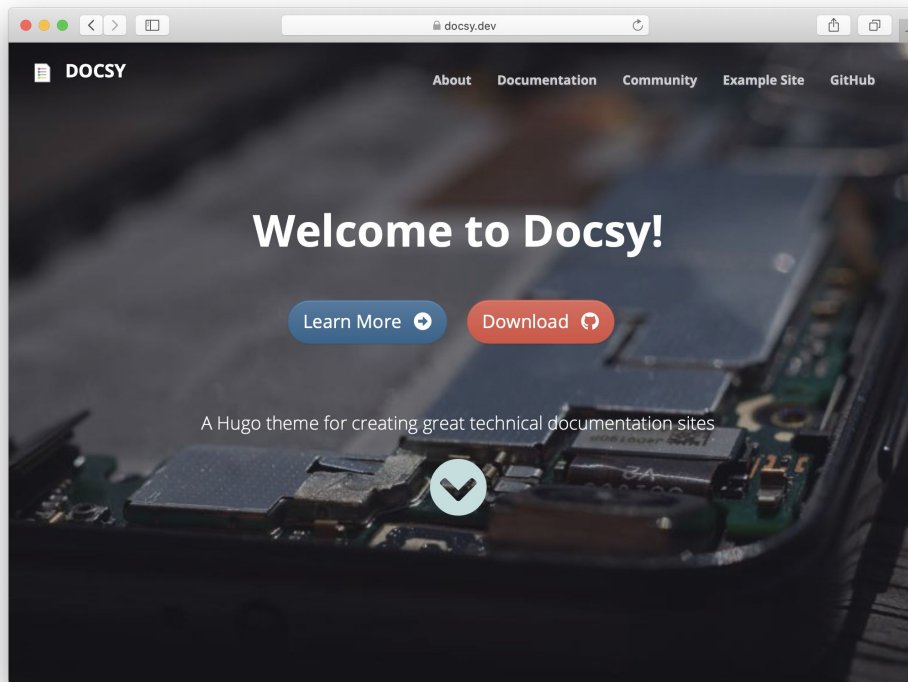 docsy.dev
DOCSY
About Documentation Community Example Site GitHub
Welcome to Docsy!
Learn More Download
A Hugo theme for creating great technical documentation sites
3A